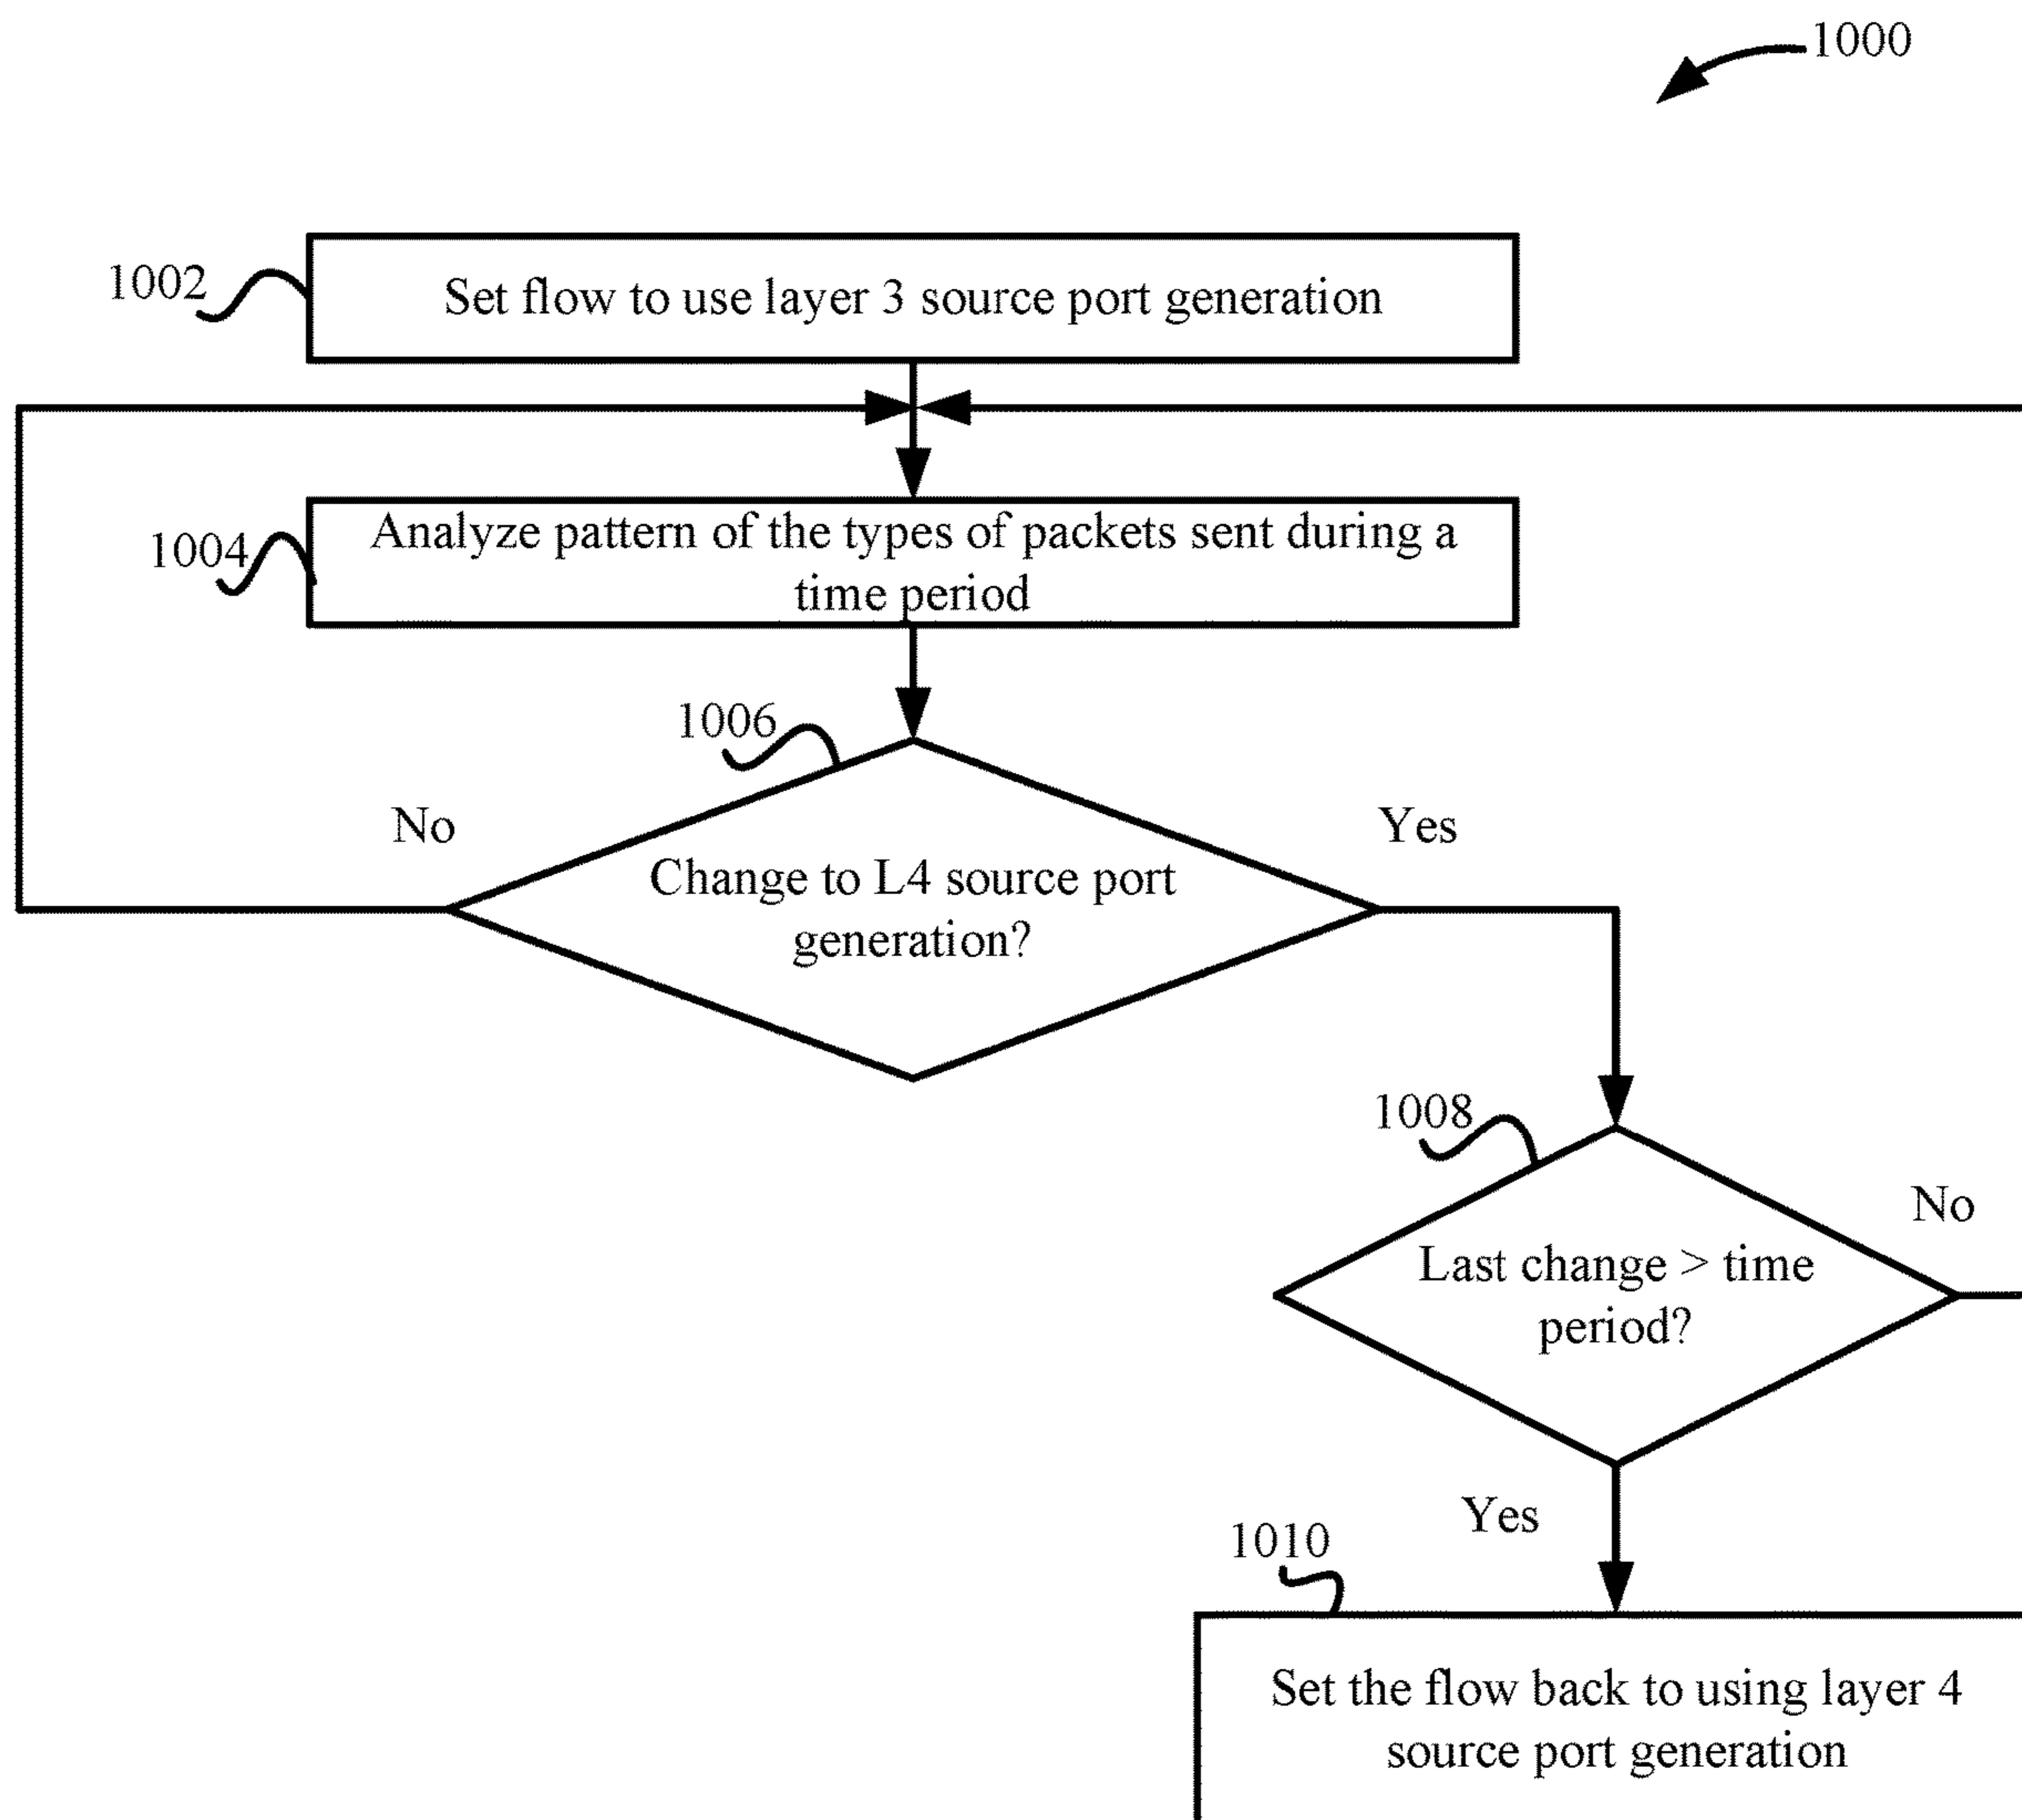 1000
1002
Set flow to use layer 3 source port generation
1004
Analyze pattern of the types of packets sent during a
time period
1006
No
Yes
Change to L4 source port
generation?
1008
No
Last change > time
period?
Yes
1010
Set the flow back to using layer 4
source port generation